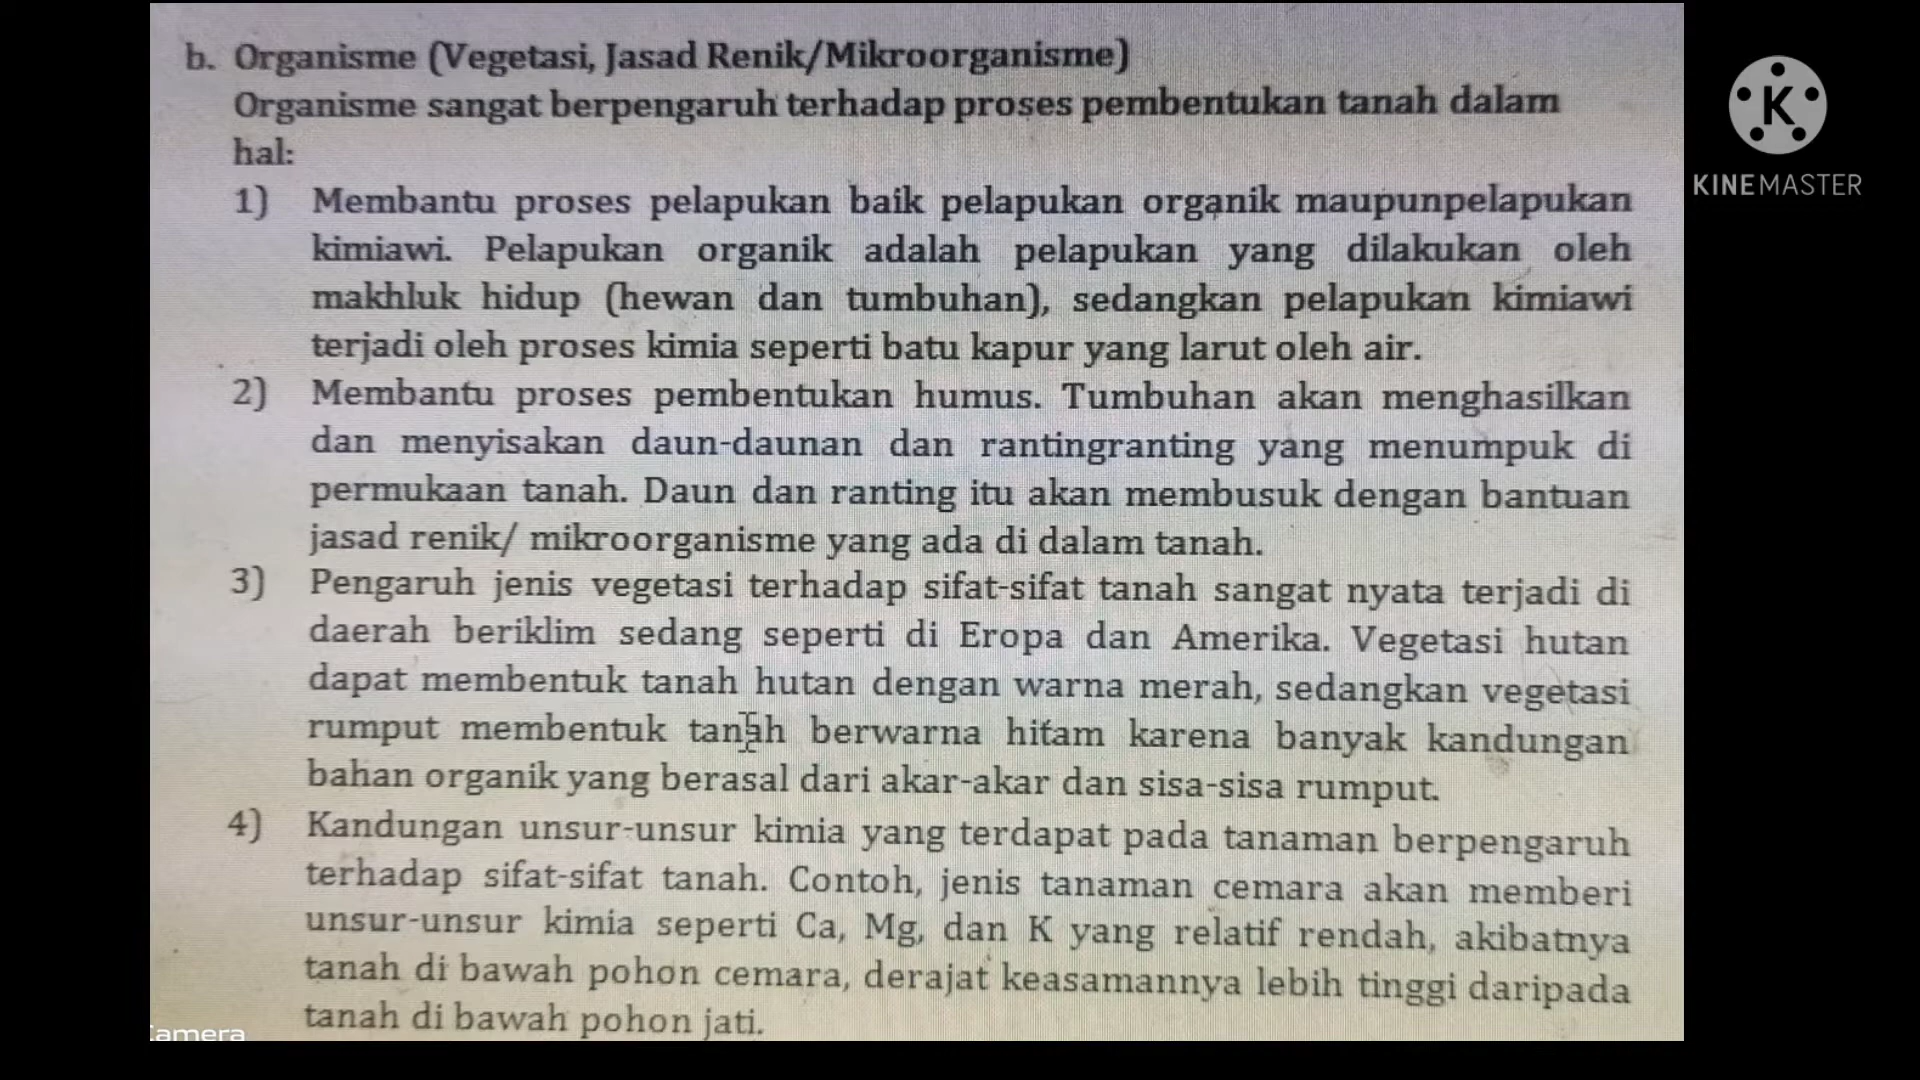 b. Organisme (Vegetasi, Jasad Renik/Mikroorganisme)
Organisme sangat berpengaruh terhadap proses pembentukan tanah dalam
hal:
1) Membantu proses pelapukan baik pelapukan organik maupunpelapukan
kimiawi. Pelapukan organik adalah pelapukan yang dilakukan oleh
makhluk hidup (hewan dan tumbuhan), sedangkan pelapukan kimiawi
terjadi oleh proses kimia seperti batu kapur yang larut oleh air.
2) Membantu proses pembentukan humus. Tumbuhan akan menghasilkan
dan menyisakan daun-daunan dan rantingranting yang menumpuk di
permukaan tanah. Daun dan ranting itu akan membusuk dengan bantuan
jasad renik/ mikroorganisme yang ada di dalam tanah.
3) Pengaruh jenis vegetasi terhadap sifat-sifat tanah sangat nyata terjadi di
daerah beriklim sedang seperti di Eropa dan Amerika. Vegetasi hutan
dapat membentuk tanah hutan dengan warna merah, sedangkan vegetasi
rumput membentuk tanah berwarna hitam karena banyak kandungan
bahan organik yang berasal dari akar-akar dan sisa-sisa rumput.
4) Kandungan unsur-unsur kimia yang terdapat pada tanaman berpengaruh
terhadap sifat-sifat tanah. Contoh, jenis tanaman cemara akan memberi
unsur-unsur kimia seperti Ca, Mg, dan K yang relatif rendah, akibatnya
tanah di bawah pohon cemara, derajat keasamannya lebih tinggi daripada
tanah di bawah pohon jati.
amera
K
KINEMASTER